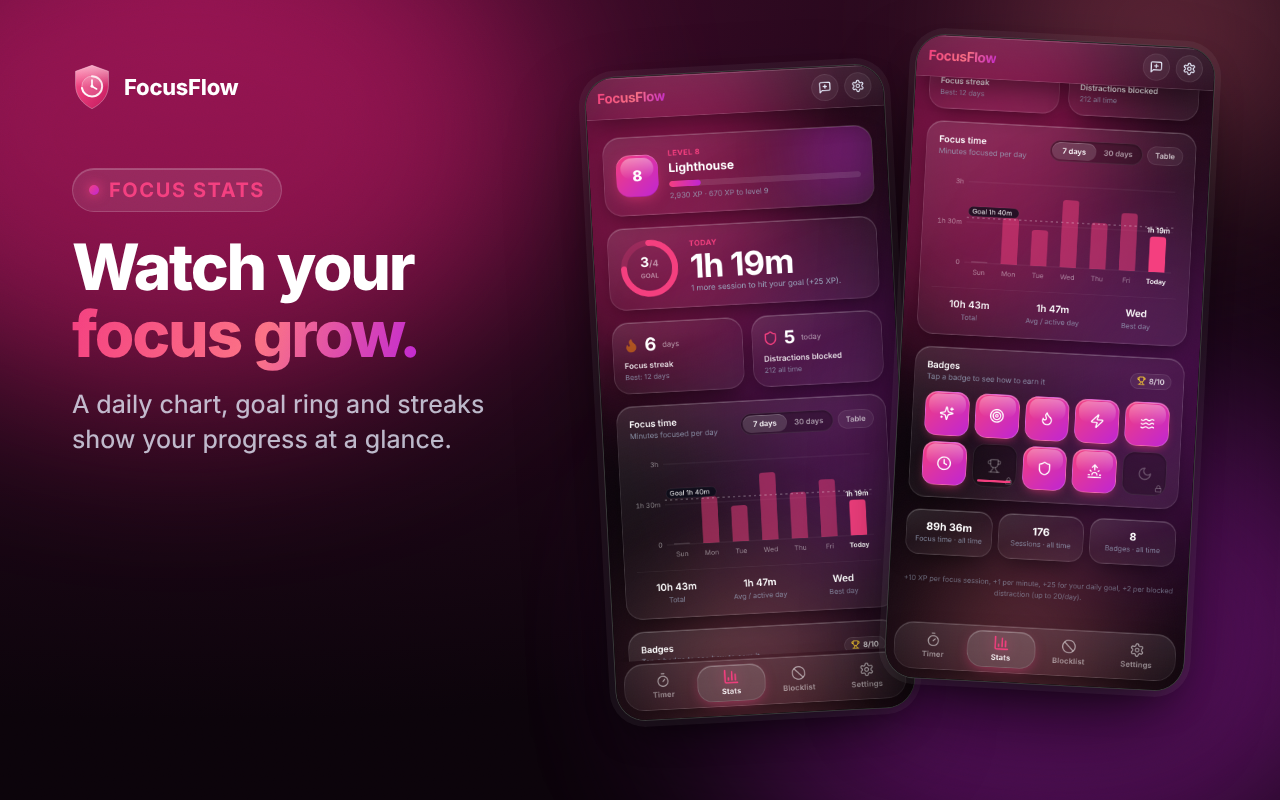 FocusFlow
FOCUS STATS
Watch your
focus grow.
A daily chart, goal ring and streaks
show your progress at a glance.
FocusFlow
8
LEVEL 8
Lighthouse
2,930 XP · 670 XP to level 9
3/4
GOAL
TODAY
1h 19m
1 more session to hit your goal (+25 XP).
6 days
Focus streak
Best: 12 days
5 today
Distractions blocked
212 all time
Focus time
Minutes focused per day
7 days
30 days
Table
3h
Goal 1h 40m
1h 30m
1h 19m
0
Sun Mon Tue Wed Thu Fri Today
10h 43m
Total
1h 47m
Avg / active day
Wed
Best day
Badges
8/10
Timer
Stats
Blocklist
Settings
FocusFlow
Focus streak
Best: 12 days
Distractions blocked
212 all time
Focus time
Minutes focused per day
7 days
30 days
Table
3h
Goal 1h 40m
1h 30m
1h 19m
0
Sun Mon Tue Wed Thu Fri Today
10h 43m
Total
1h 47m
Avg / active day
Wed
Best day
Badges
Tap a badge to see how to earn it
8/10
89h 36m
Focus time · all time
176
Sessions · all time
8
Badges · all time
+10 XP per focus session, +1 per minute, +25 for your daily goal, +2 per blocked
distraction (up to 20/day).
Timer
Stats
Blocklist
Settings